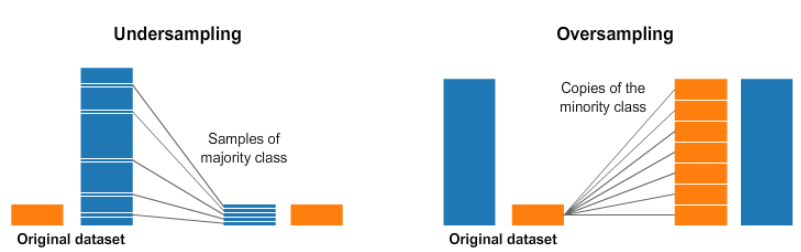 Undersampling
Samples of
majority class
Original dataset
Oversampling
Copies of the
minority class
Original dataset